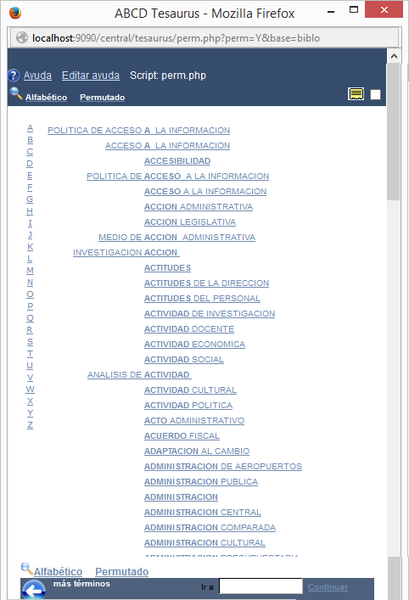 ABCD Tesaurus - Mozilla Firefox
localhost:9090/central/tesaurus/perm.php?perm=Y&base=biblo
Ayuda Editar ayuda Script: perm.php
Alfabético Permutado
A
B
C
D
E
F
G
H
I
J
K
L
M
N
O
P
Q
R
S
T
U
V
W
X
Y
Z
POLITICA DE ACCESO A LA INFORMACION
ACCESO A LA INFORMACION
ACCESIBILIDAD
POLITICA DE ACCESO A LA INFORMACION
ACCESO A LA INFORMACION
ACCION ADMINISTRATIVA
ACCION LEGISLATIVA
MEDIO DE ACCION ADMINISTRATIVA
INVESTIGACION ACCION
ACTITUDES
ACTITUDES DE LA DIRECCION
ACTITUDES DEL PERSONAL
ACTIVIDAD DE INVESTIGACION
ACTIVIDAD DOCENTE
ACTIVIDAD ECONOMICA
ACTIVIDAD SOCIAL
ANALISIS DE ACTIVIDAD
ACTIVIDAD CULTURAL
ACTIVIDAD POLITICA
ACTO ADMINISTRATIVO
ACUERDO FISCAL
ADAPTACION AL CAMBIO
ADMINISTRACION DE AEROPUERTOS
ADMINISTRACION PUBLICA
ADMINISTRACION
ADMINISTRACION CENTRAL
ADMINISTRACION COMPARADA
ADMINISTRACION CULTURAL
ADMINISTRACION PRESUPUESTARIA
Alfabético Permutado
más términos Ir a Continuar